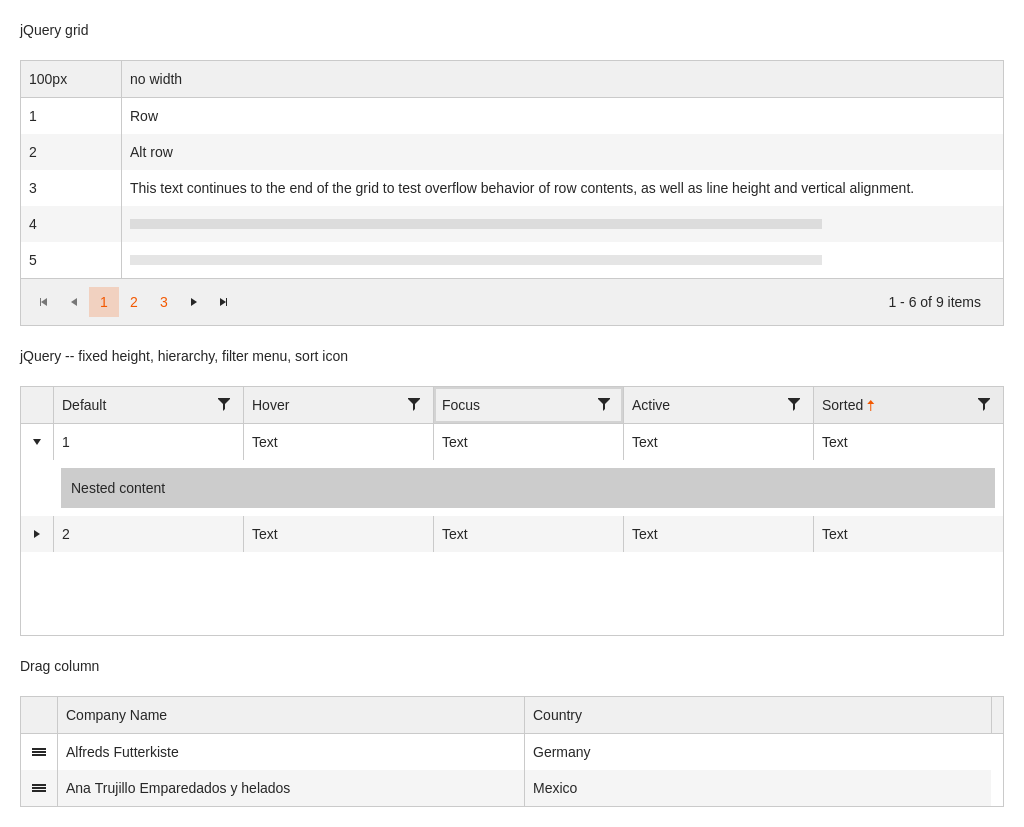 jQuery grid
100px no width
1 Row
2 Alt row
3 This text continues to the end of the grid to test overflow behavior of row contents, as well as line height and vertical alignment.
4
5
1 2 3 1 - 6 of 9 items
jQuery -- fixed height, hierarchy, filter menu, sort icon
Default Hover Focus Active Sorted
1 Text Text Text Text
Nested content
2 Text Text Text Text
Drag column
Company Name Country
Alfreds Futterkiste Germany
Ana Trujillo Emparedados y helados Mexico